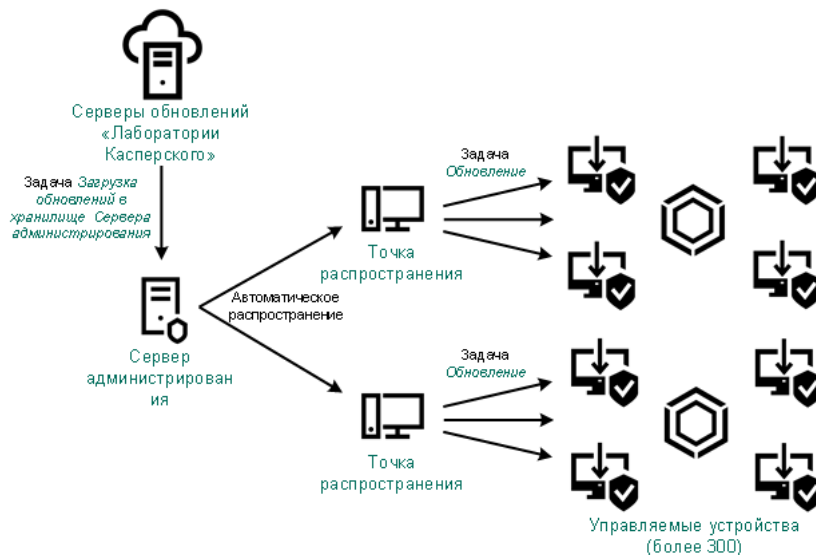 Серверы обновлений
«Лаборатории
Касперского»
Задача Загрузка
обновлений в
хранилище Сервера
администрирования
Сервер
администрирован
ия
Автоматическое
распространение
Точка
распространения
Задача
Обновление
Точка
распространения
Задача
Обновление
Управляемые устройства
(более 300)